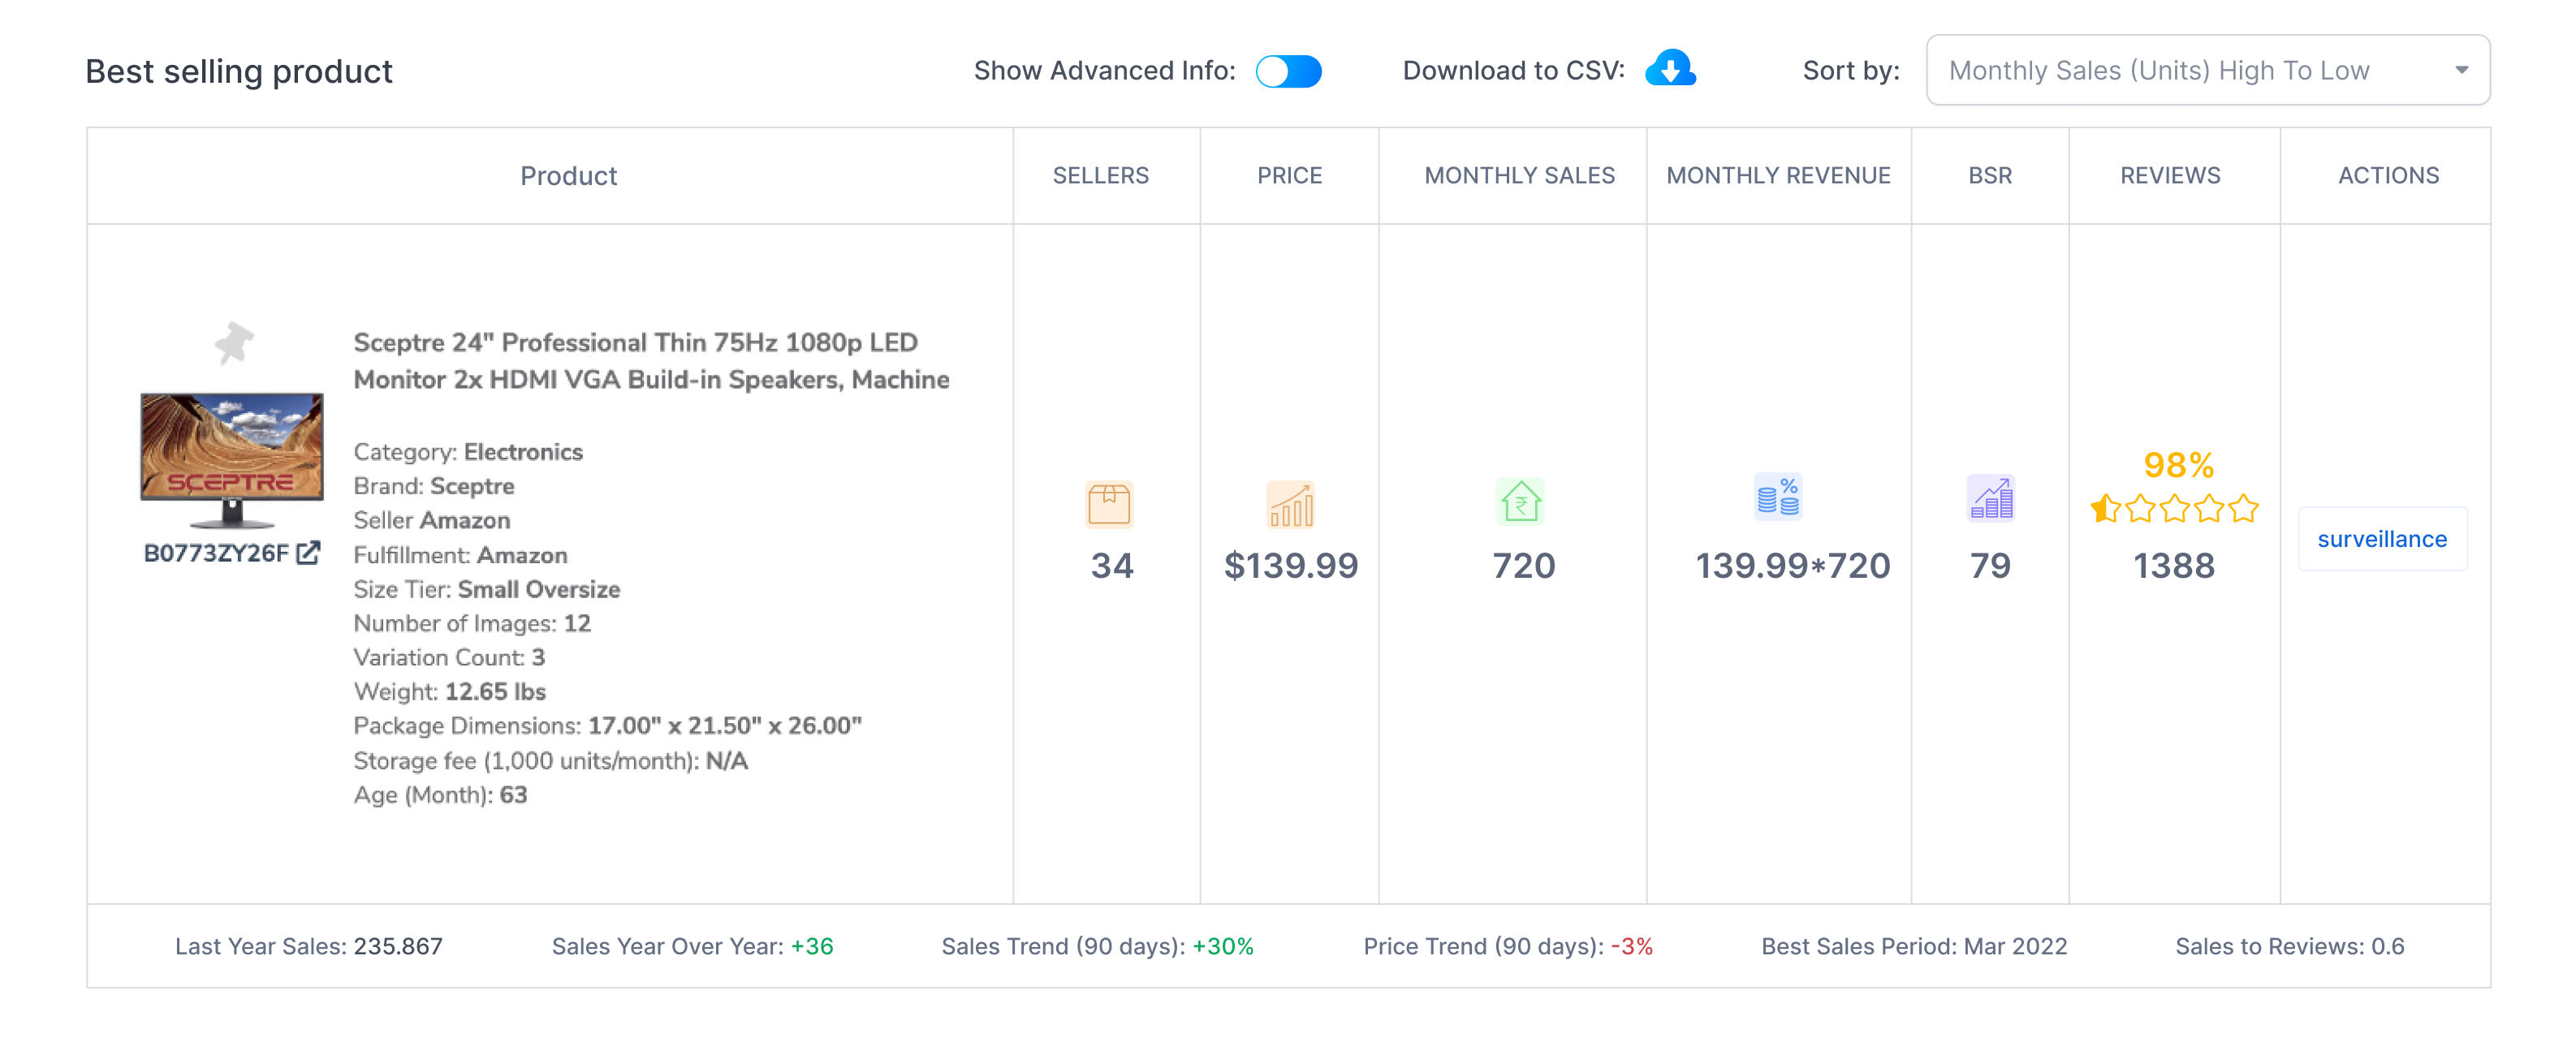 Best selling product
Show Advanced Info:
Download to CSV:
Sort by:
Monthly Sales (Units) High To Low
Product
SELLERS
PRICE
MONTHLY SALES
MONTHLY REVENUE
BSR
REVIEWS
ACTIONS
SCEPTRE
B0773ZY26F
Sceptre 24" Professional Thin 75Hz 1080p LED
Monitor 2x HDMI VGA Build-in Speakers, Machine
Category: Electronics
Brand: Sceptre
Seller Amazon
Fulfillment: Amazon
Size Tier: Small Oversize
Number of Images: 12
Variation Count: 3
Weight: 12.65 lbs
Package Dimensions: 17.00" x 21.50" x 26.00"
Storage fee (1,000 units/month): N/A
Age (Month): 63
34
$139.99
₹
720
%
139.99*720
79
98%
1388
surveillance
Last Year Sales: 235.867
Sales Year Over Year: +36
Sales Trend (90 days): +30%
Price Trend (90 days): -3%
Best Sales Period: Mar 2022
Sales to Reviews: 0.6